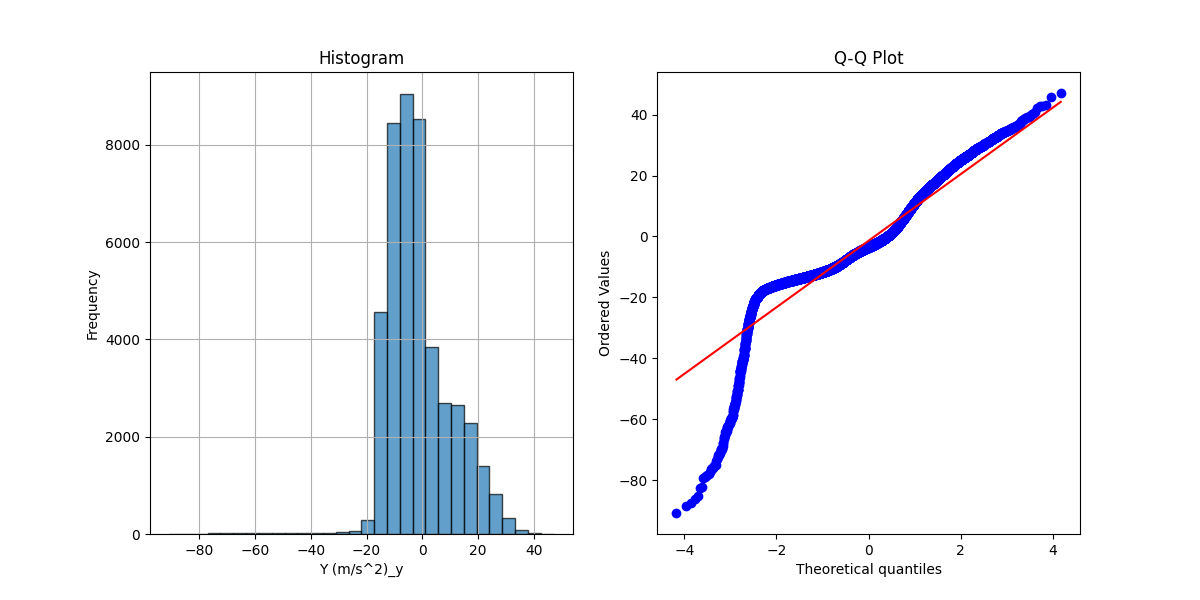 Histogram
Frequency
8000
6000
4000
2000
0
−80 −60 −40 −20 0 20 40
Y (m/s^2)_y
Q-Q Plot
Ordered Values
40
20
0
−20
−40
−60
−80
−4 −2 0 2 4
Theoretical quantiles